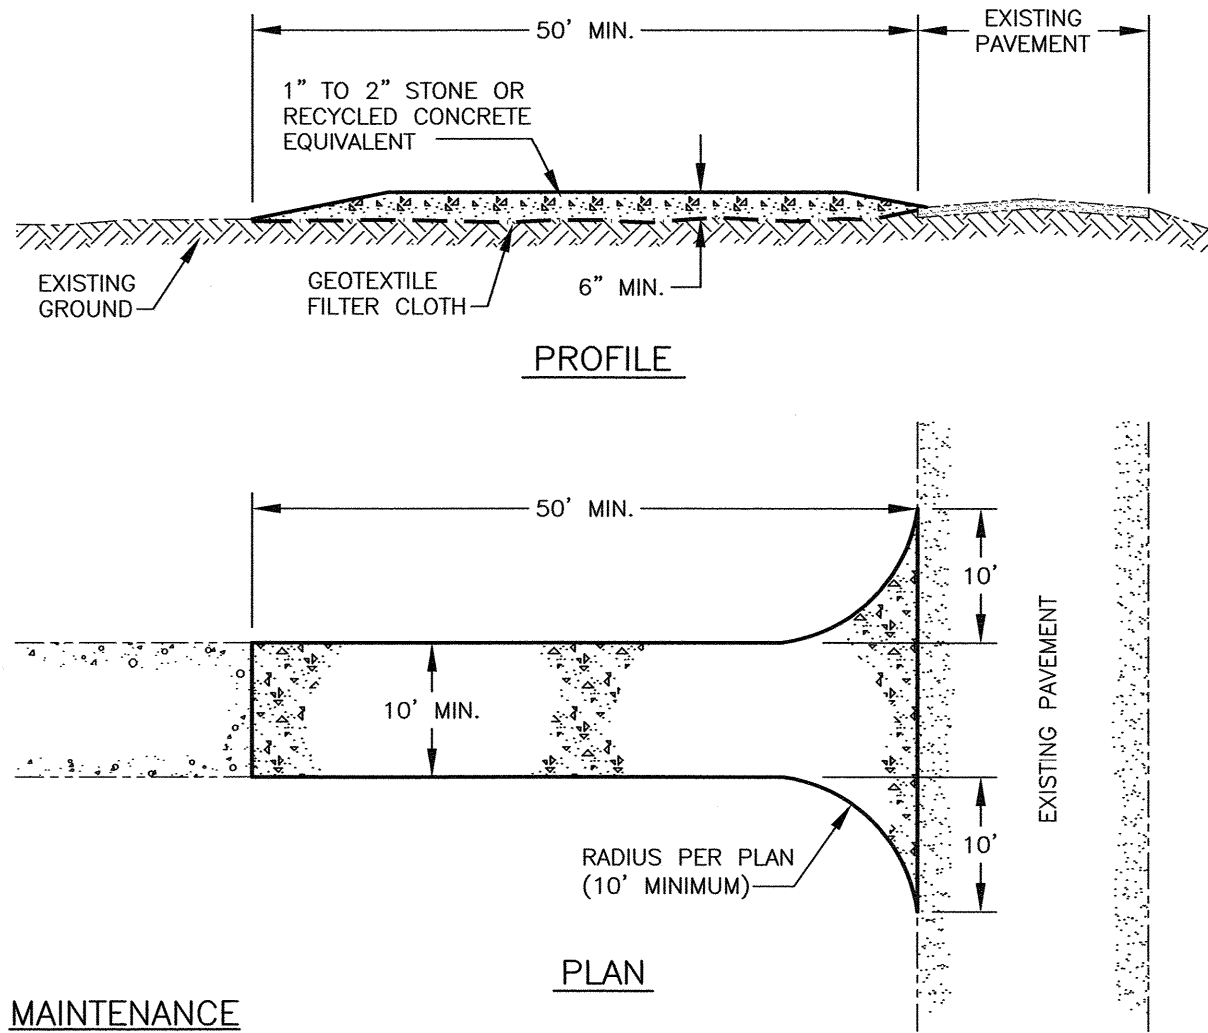 50' MIN.
EXISTING
PAVEMENT
1" TO 2" STONE OR
RECYCLED CONCRETE
EQUIVALENT
EXISTING
GROUND
GEOTEXTILE
FILTER CLOTH
6" MIN.
PROFILE
50' MIN.
10'
10' MIN.
EXISTING PAVEMENT
10'
RADIUS PER PLAN
(10' MINIMUM)
PLAN
MAINTENANCE